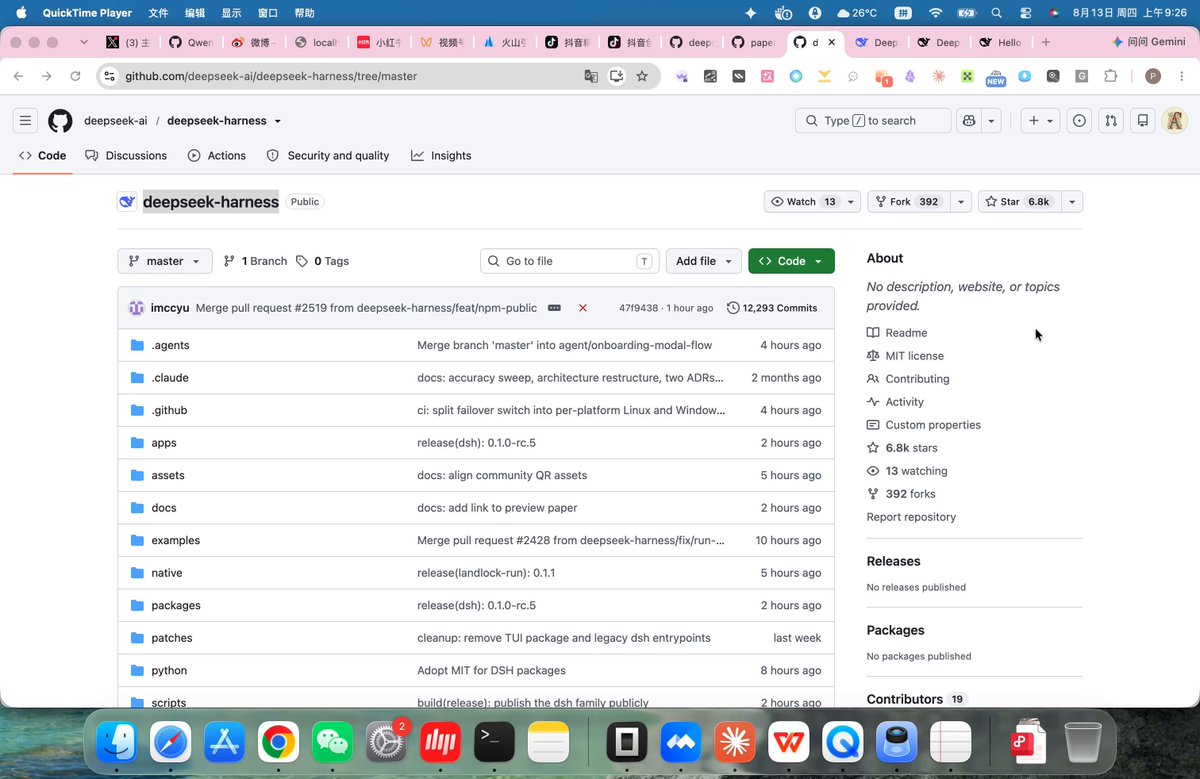 QuickTime Player 文件 编辑 显示 窗口 帮助 拼 26°C 8月13日 周四 上午9:26
(3) 主 Qwen 微博 - localh 小红书 视频号 火山引 抖音精 抖音创 deep pape d Deep Deep Hello 问问 Gemini
github.com/deepseek-ai/deepseek-harness/tree/master NEW 1 G P
deepseek-ai / deepseek-harness Type / to search
Code Discussions Actions Security and quality Insights
deepseek-harness Public Watch 13 Fork 392 Star 6.8k
master 1 Branch 0 Tags Go to file T Add file Code
imccyu Merge pull request #2519 from deepseek-harness/feat/npm-public 47f9438 · 1 hour ago 12,293 Commits
.agents Merge branch 'master' into agent/onboarding-modal-flow 4 hours ago
.claude docs: accuracy sweep, architecture restructure, two ADRs... 2 months ago
.github ci: split failover switch into per-platform Linux and Window... 4 hours ago
apps release(dsh): 0.1.0-rc.5 2 hours ago
assets docs: align community QR assets 5 hours ago
docs docs: add link to preview paper 2 hours ago
examples Merge pull request #2428 from deepseek-harness/fix/run-... 10 hours ago
native release(landlock-run): 0.1.1 5 hours ago
packages release(dsh): 0.1.0-rc.5 2 hours ago
patches cleanup: remove TUI package and legacy dsh entrypoints last week
python Adopt MIT for DSH packages 8 hours ago
scripts build(release): publish the dsh family publicly 2 hours ago
About
No description, website, or topics
provided.
Readme
MIT license
Contributing
Activity
Custom properties
6.8k stars
13 watching
392 forks
Report repository
Releases
No releases published
Packages
No packages published
Contributors 19
2